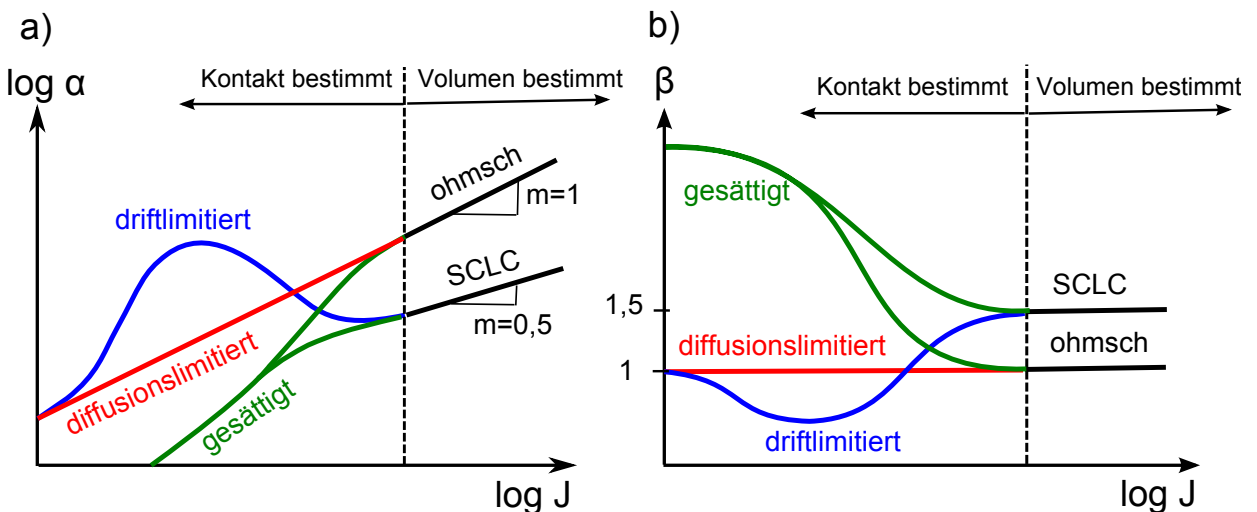 a)
log α
Kontakt bestimmt
Volumen bestimmt
ohmsch
m=1
driftlimitiert
SCLC
m=0,5
diffusionslimitiert
gesättigt
log J
b)
β
Kontakt bestimmt
Volumen bestimmt
gesättigt
1,5
SCLC
diffusionslimitiert
ohmsch
1
driftlimitiert
log J